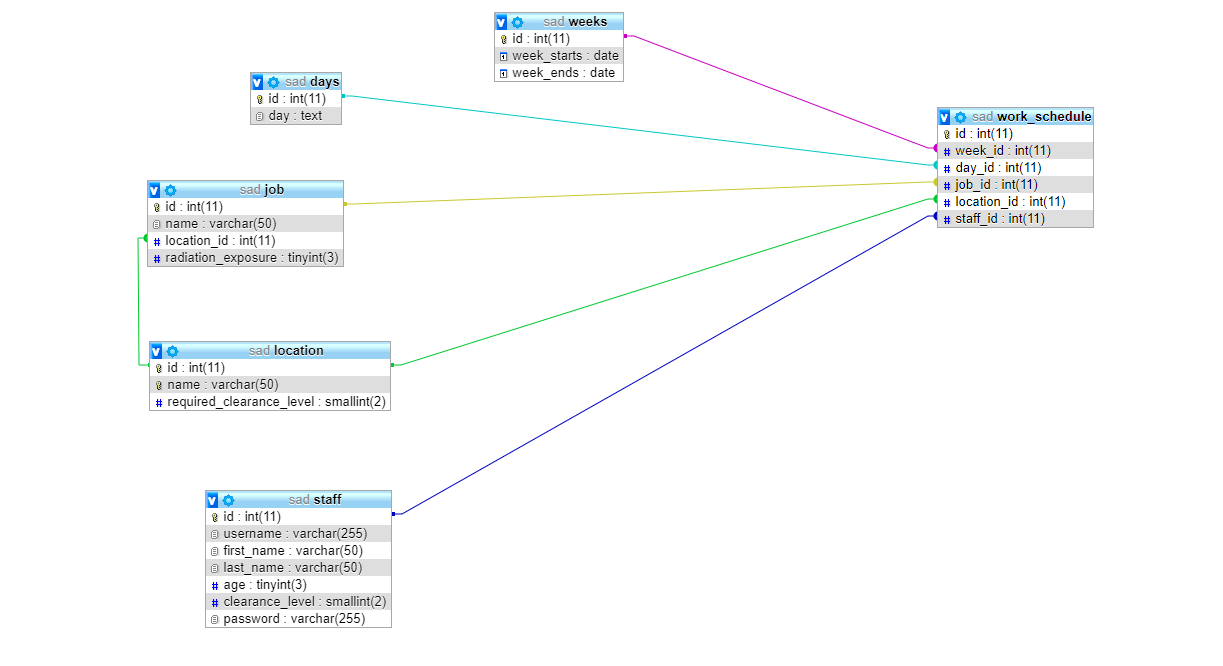 sad weeks
id : int(11)
week_starts : date
week_ends : date
sad days
id : int(11)
day : text
sad work_schedule
id : int(11)
# week_id : int(11)
# day_id : int(11)
# job_id : int(11)
# location_id : int(11)
# staff_id : int(11)
sad job
id : int(11)
name : varchar(50)
# location_id : int(11)
# radiation_exposure : tinyint(3)
sad location
id : int(11)
name : varchar(50)
# required_clearance_level : smallint(2)
sad staff
id : int(11)
username : varchar(255)
first_name : varchar(50)
last_name : varchar(50)
# age : tinyint(3)
# clearance_level : smallint(2)
password : varchar(255)